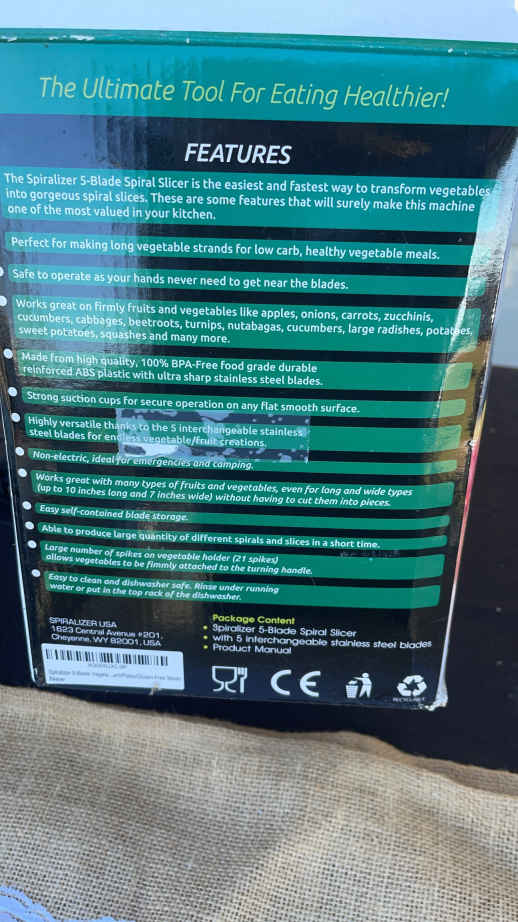 The Ultimate Tool For Eating Healthier!
FEATURES
The Spiralizer 5-Blade Spiral Slicer is the easiest and fastest way to transform vegetables
into gorgeous spiral slices. These are some features that will surely make this machine
one of the most valued in your kitchen.
Perfect for making long vegetable strands for low carb, healthy vegetable meals.
Safe to operate as your hands never need to get near the blades.
Works great on firmly fruits and vegetables like apples, onions, carrots, zucchinis,
cucumbers, cabbages, beetroots, turnips, nutabagas, cucumbers, large radishes, potatoes,
sweet potatoes, squashes and many more.
Made from high quality, 100% BPA-Free food grade durable
reinforced ABS plastic with ultra sharp stainless steel blades.
Strong suction cups for secure operation on any flat smooth surface.
Highly versatile thanks to the 5 interchangeable stainless
steel blades for endless vegetable/fruit creations.
Non-electric, ideal for emergencies and camping.
Works great with many types of fruits and vegetables, even for long and wide types
(up to 10 inches long and 7 inches wide) without having to cut them into pieces.
Easy self-contained blade storage.
Able to produce large quantity of different spirals and slices in a short time.
Large number of spikes on vegetable holder (21 spikes)
allows vegetables to be fimmly attached to the turning handle.
Easy to clean and dishwasher safe. Rinse under running
water or put in the top rack of the dishwasher.
SPIRALIZER USA
1623 Central Avenue #201,
Cheyenne, WY 82001, USA
Package Content
Spiralizer 5-Blade Spiral Slicer
with 5 interchangeable stainless steel blades
Product Manual
Spiralizer 5-Blade
CE